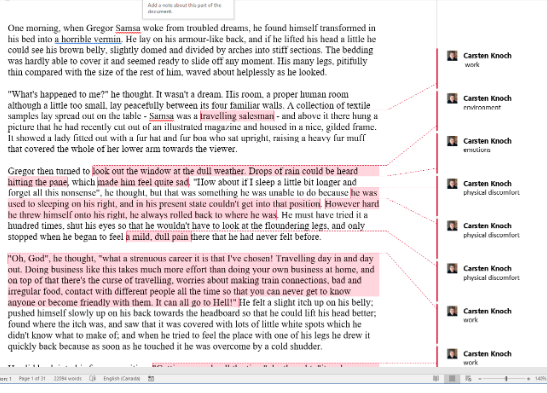 Add a note about this part of the
document.
One morning, when Gregor Samsa woke from troubled dreams, he found himself transformed in
his bed into a horrible vermin. He lay on his armour-like back, and if he lifted his head a little he
could see his brown belly, slightly domed and divided by arches into stiff sections. The bedding
was hardly able to cover it and seemed ready to slide off any moment. His many legs, pitifully
thin compared with the size of the rest of him, waved about helplessly as he looked.
"What's happened to me?" he thought. It wasn't a dream. His room, a proper human room
although a little too small, lay peacefully between its four familiar walls. A collection of textile
samples lay spread out on the table - Samsa was a travelling salesman - and above it there hung a
picture that he had recently cut out of an illustrated magazine and housed in a nice, gilded frame.
It showed a lady fitted out with a fur hat and fur boa who sat upright, raising a heavy fur muff
that covered the whole of her lower arm towards the viewer.
Gregor then turned to look out the window at the dull weather. Drops of rain could be heard
hitting the pane, which made him feel quite sad. "How about if I sleep a little bit longer and
forget all this nonsense", he thought, but that was something he was unable to do because he was
used to sleeping on his right, and in his present state couldn't get into that position. However hard
he threw himself onto his right, he always rolled back to where he was. He must have tried it a
hundred times, shut his eyes so that he wouldn't have to look at the floundering legs, and only
stopped when he began to feel a mild, dull pain there that he had never felt before.
"Oh, God", he thought, "what a strenuous career it is that I've chosen! Travelling day in and day
out. Doing business like this takes much more effort than doing your own business at home, and
on top of that there's the curse of travelling, worries about making train connections, bad and
irregular food, contact with different people all the time so that you can never get to know
anyone or become friendly with them. It can all go to Hell!" He felt a slight itch up on his belly;
pushed himself slowly up on his back towards the headboard so that he could lift his head better;
found where the itch was, and saw that it was covered with lots of little white spots which he
didn't know what to make of; and when he tried to feel the place with one of his legs he drew it
quickly back because as soon as he touched it he was overcome by a cold shudder.
Carsten Knoch
work
Carsten Knoch
environment
Carsten Knoch
emotions
Carsten Knoch
physical discomfort
Carsten Knoch
physical discomfort
Carsten Knoch
physical discomfort
Carsten Knoch
work
Carsten Knoch
work
Page 1 of 31 22094 words English (Canada) 140%